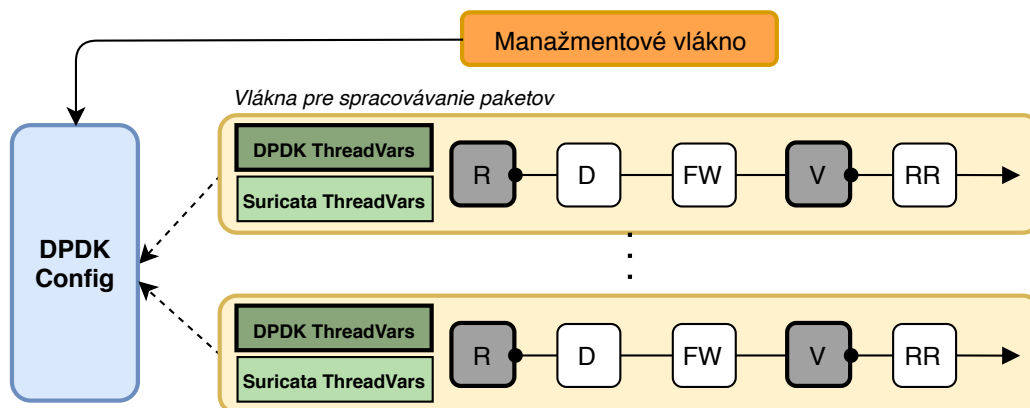 Manažmentové vlákno
Vlákna pre spracovávanie paketov
DPDK ThreadVars
Suricata ThreadVars
R
D
FW
V
RR
DPDK
Config
DPDK ThreadVars
Suricata ThreadVars
R
D
FW
V
RR